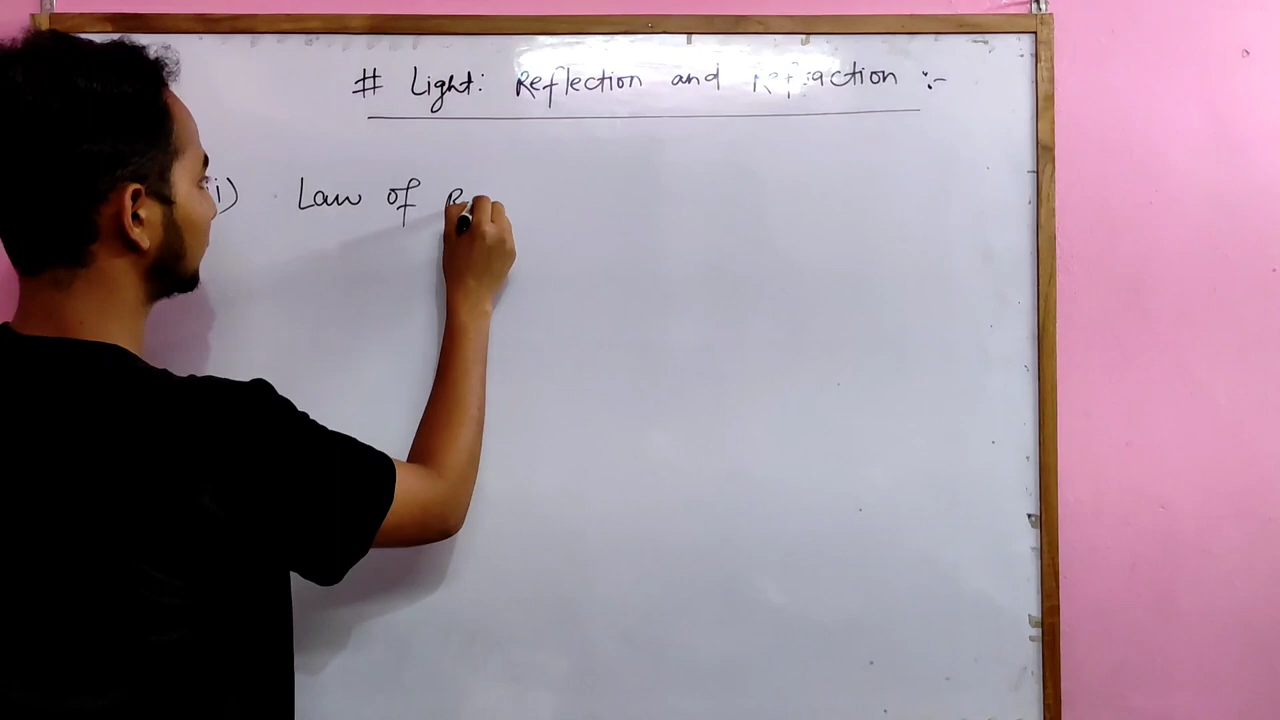 # Light: Reflection and Refraction :-
i) Law of R